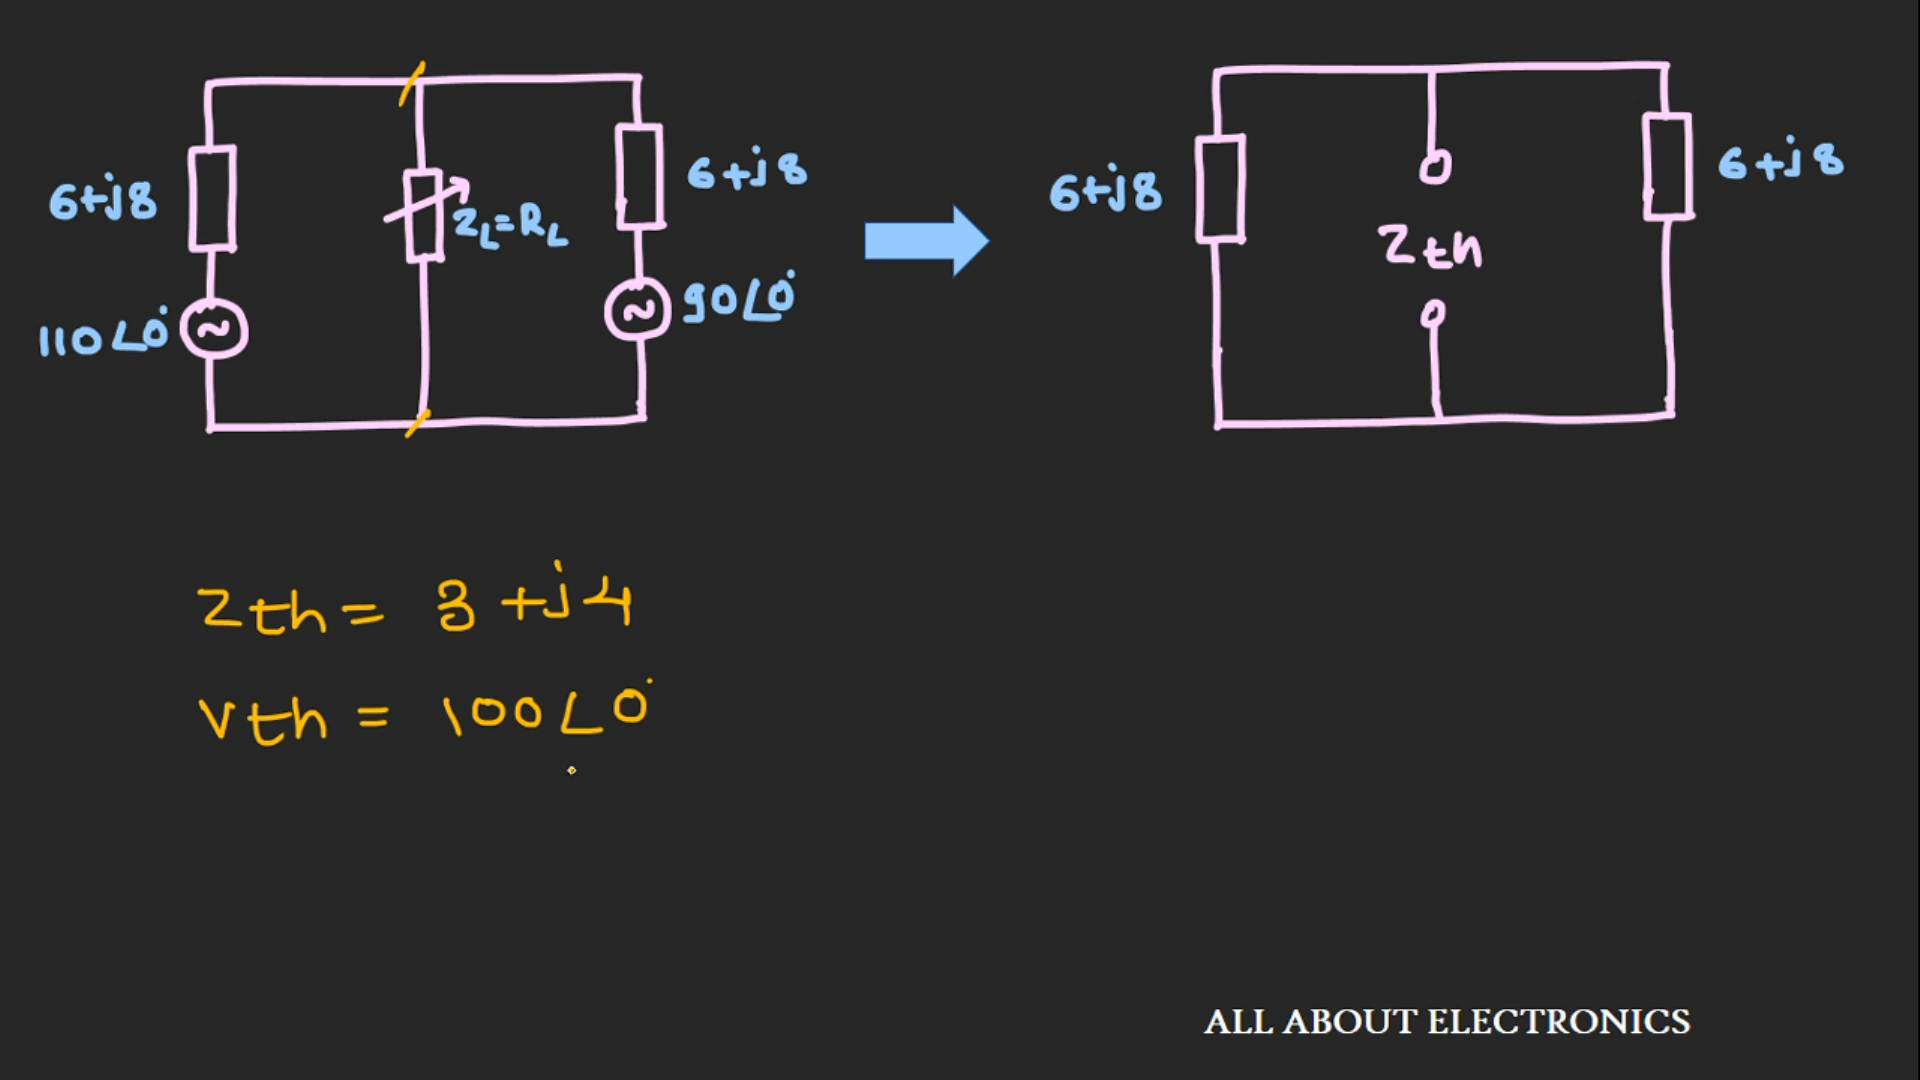 6+j8
110∠0°
Z_L=R_L
6+j8
90∠0°
6+j8
Zth
6+j8
Zth = 3+j4
Vth = 100∠0°
ALL ABOUT ELECTRONICS